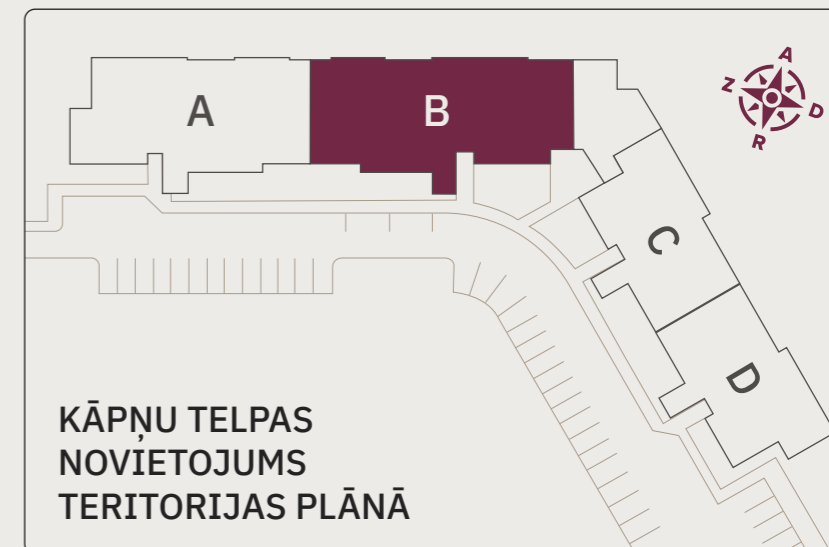 A
B
A
Z
D
R
C
D
KĀPŅU TELPAS
NOVIETOJUMS
TERITORIJAS PLĀNĀ